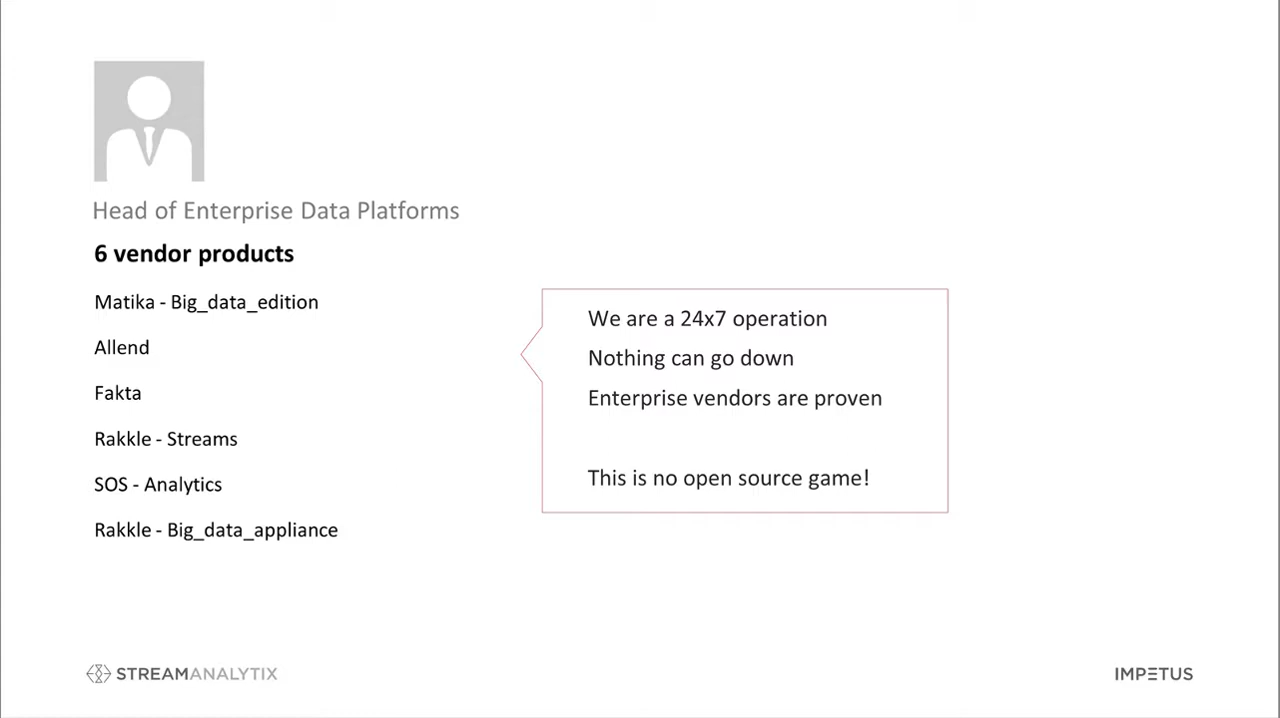 Head of Enterprise Data Platforms
6 vendor products
Matika - Big_data_edition
Allend
Fakta
Rakkle - Streams
SOS - Analytics
Rakkle - Big_data_appliance
We are a 24x7 operation
Nothing can go down
Enterprise vendors are proven
This is no open source game!
STREAMANALYTIX
IMPETUS